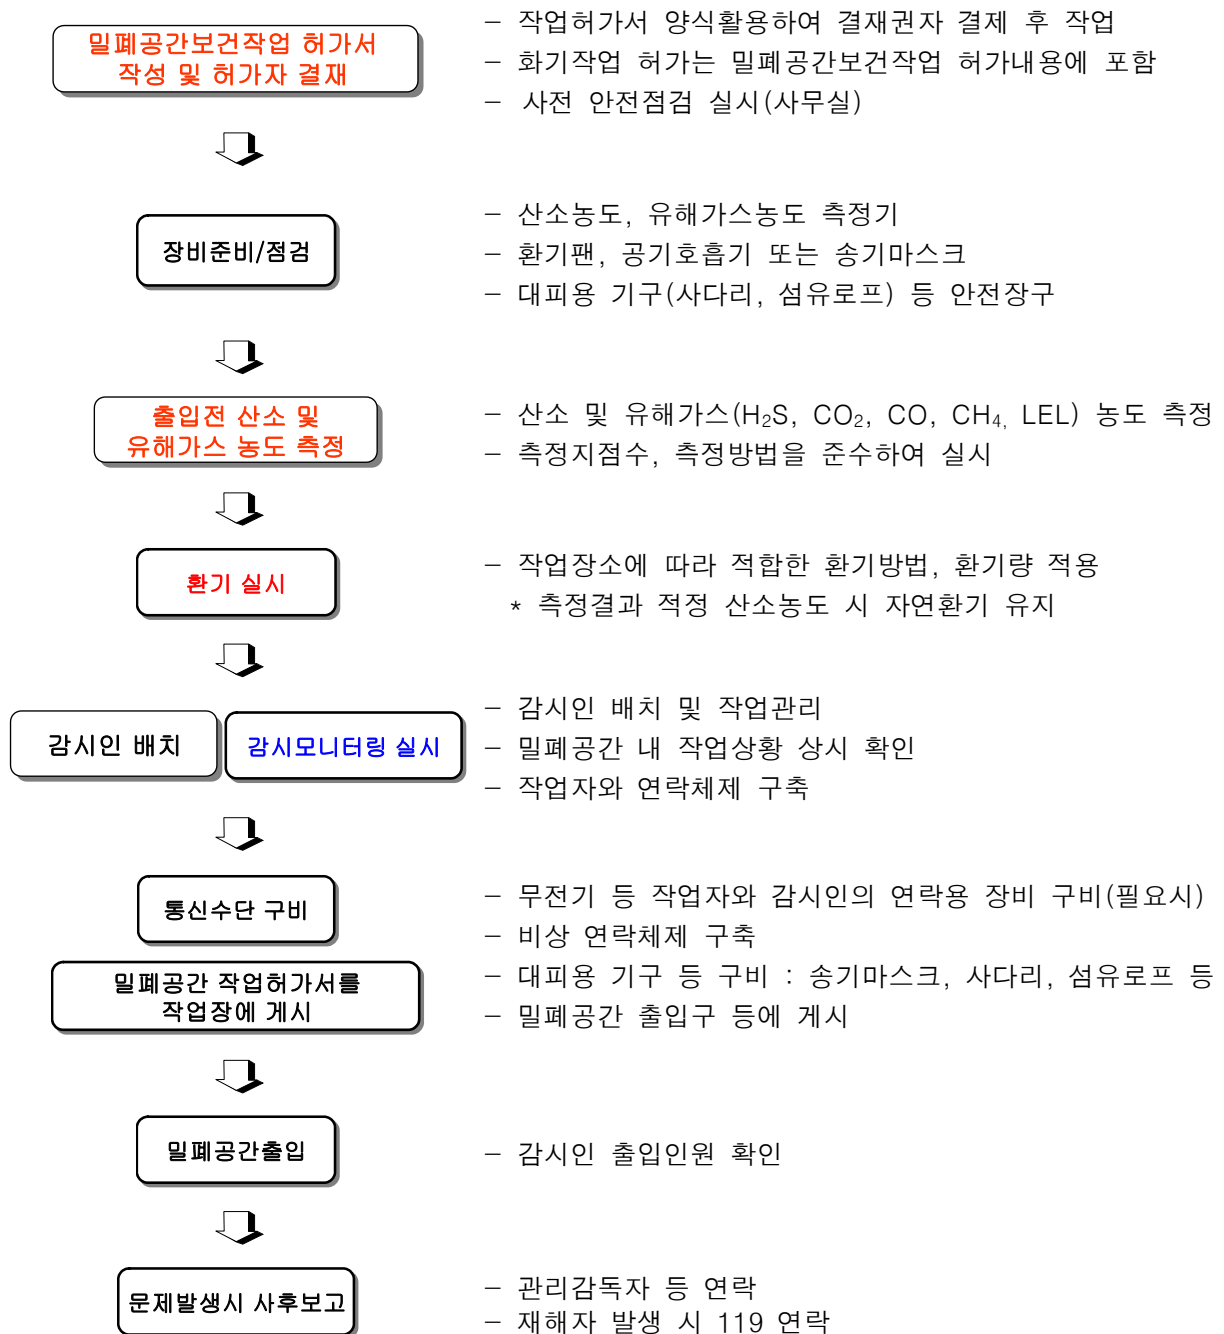 밀폐공간보건작업 허가서
작성 및 허가자 결재
- 작업허가서 양식활용하여 결재권자 결제 후 작업
- 화기작업 허가는 밀폐공간보건작업 허가내용에 포함
- 사전 안전점검 실시(사무실)
장비준비/점검
- 산소농도, 유해가스농도 측정기
- 환기팬, 공기호흡기 또는 송기마스크
- 대피용 기구(사다리, 섬유로프) 등 안전장구
출입전 산소 및
유해가스 농도 측정
- 산소 및 유해가스(H₂S, CO₂, CO, CH₄, LEL) 농도 측정
- 측정지점수, 측정방법을 준수하여 실시
환기 실시
- 작업장소에 따라 적합한 환기방법, 환기량 적용
* 측정결과 적정 산소농도 시 자연환기 유지
감시인 배치
감시모니터링 실시
- 감시인 배치 및 작업관리
- 밀폐공간 내 작업상황 상시 확인
- 작업자와 연락체제 구축
통신수단 구비
- 무전기 등 작업자와 감시인의 연락용 장비 구비(필요시)
- 비상 연락체제 구축
밀폐공간 작업허가서를
작업장에 게시
- 대피용 기구 등 구비 : 송기마스크, 사다리, 섬유로프 등
- 밀폐공간 출입구 등에 게시
밀폐공간출입
- 감시인 출입인원 확인
문제발생시 사후보고
- 관리감독자 등 연락
- 재해자 발생 시 119 연락